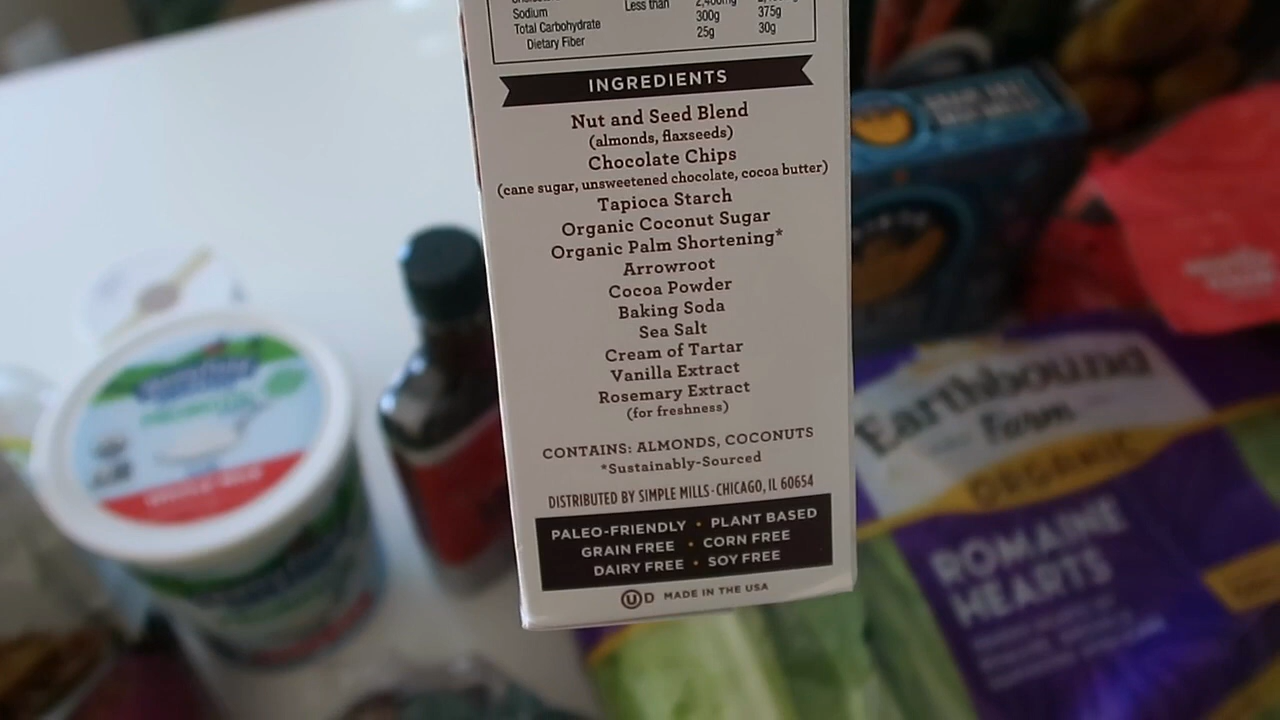 Sodium Less than 2,400mg
Total Carbohydrate 300g 375g
Dietary Fiber 25g 30g
INGREDIENTS
Nut and Seed Blend
(almonds, flaxseeds)
Chocolate Chips
(cane sugar, unsweetened chocolate, cocoa butter)
Tapioca Starch
Organic Coconut Sugar
Organic Palm Shortening*
Arrowroot
Cocoa Powder
Baking Soda
Sea Salt
Cream of Tartar
Vanilla Extract
Rosemary Extract
(for freshness)
CONTAINS: ALMONDS, COCONUTS
*Sustainably-Sourced
DISTRIBUTED BY SIMPLE MILLS · CHICAGO, IL 60654
PALEO-FRIENDLY • PLANT BASED
GRAIN FREE • CORN FREE
DAIRY FREE • SOY FREE
U D MADE IN THE USA
Earthbound
Farm
ORGANIC
ROMAINE
HEARTS